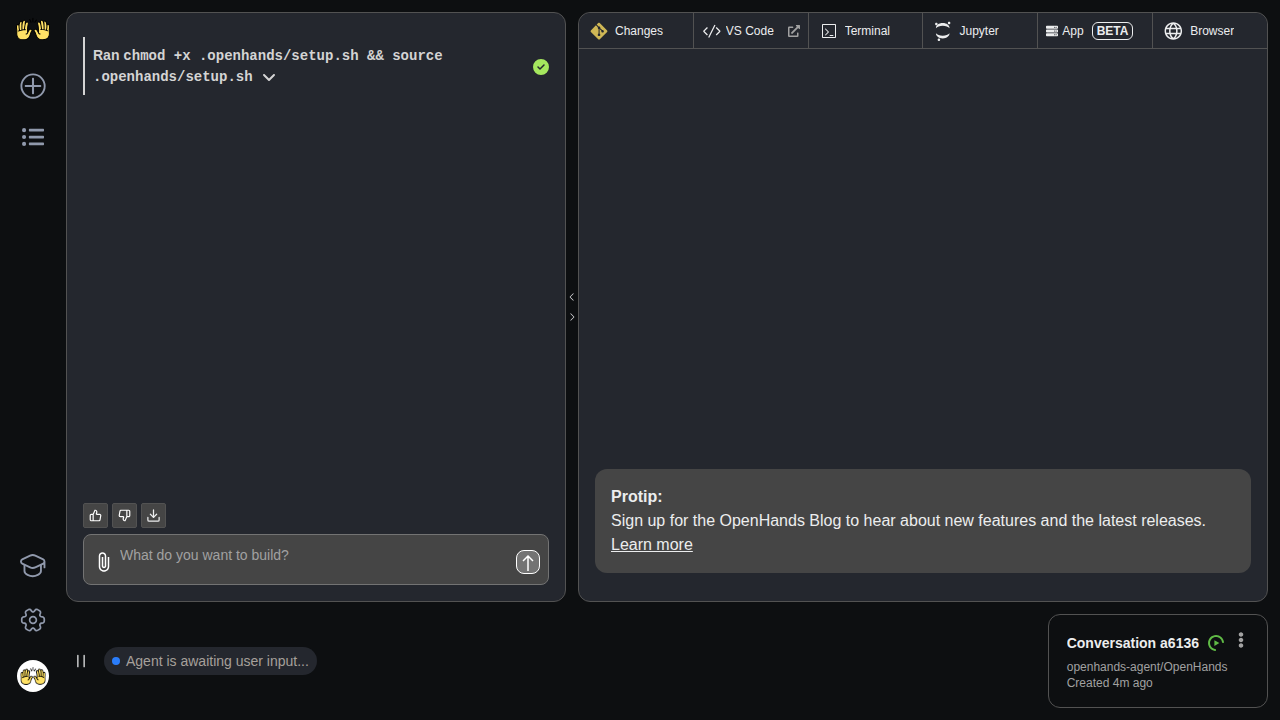 Ran chmod +x .openhands/setup.sh && source
.openhands/setup.sh
What do you want to build?
Agent is awaiting user input...
Changes
VS Code
Terminal
Jupyter
App BETA
Browser
Protip:
Sign up for the OpenHands Blog to hear about new features and the latest releases.
Learn more
Conversation a6136
openhands-agent/OpenHands
Created 4m ago